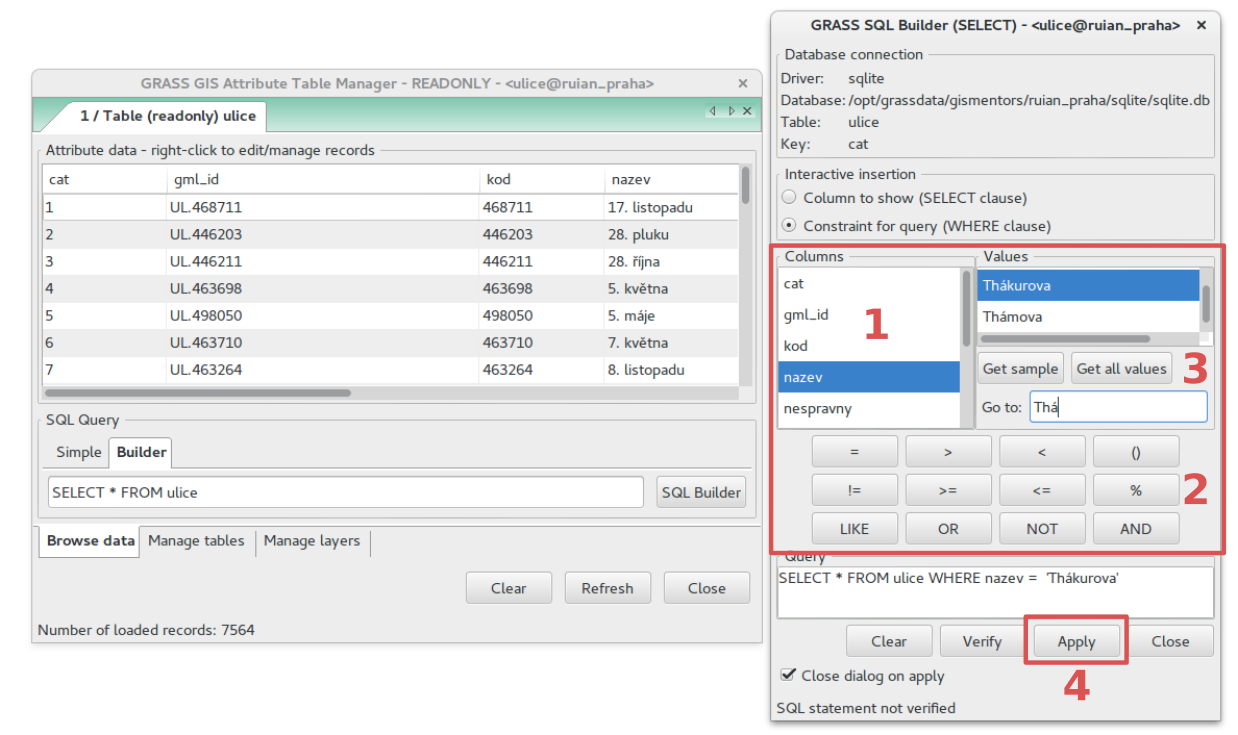 GRASS GIS Attribute Table Manager - READONLY - <ulice@ruian_praha> ×
1 / Table (readonly) ulice
Attribute data - right-click to edit/manage records
cat gml_id kod nazev
1 UL.468711 468711 17. listopadu
2 UL.446203 446203 28. pluku
3 UL.446211 446211 28. října
4 UL.463698 463698 5. května
5 UL.498050 498050 5. máje
6 UL.463710 463710 7. května
7 UL.463264 463264 8. listopadu
SQL Query
Simple Builder
SELECT * FROM ulice SQL Builder
Browse data Manage tables Manage layers
Clear Refresh Close
Number of loaded records: 7564
GRASS SQL Builder (SELECT) - <ulice@ruian_praha> ×
Database connection
Driver: sqlite
Database: /opt/grassdata/gismentors/ruian_praha/sqlite/sqlite.db
Table: ulice
Key: cat
Interactive insertion
Column to show (SELECT clause)
Constraint for query (WHERE clause)
Columns
cat
gml_id
kod
nazev
nespravny
1
Values
Thákurova
Thámova
Get sample Get all values 3
Go to: Thá
= > < ()
!= >= <= % 2
LIKE OR NOT AND
Query
SELECT * FROM ulice WHERE nazev = 'Thákurova'
Clear Verify Apply Close
4
Close dialog on apply
SQL statement not verified